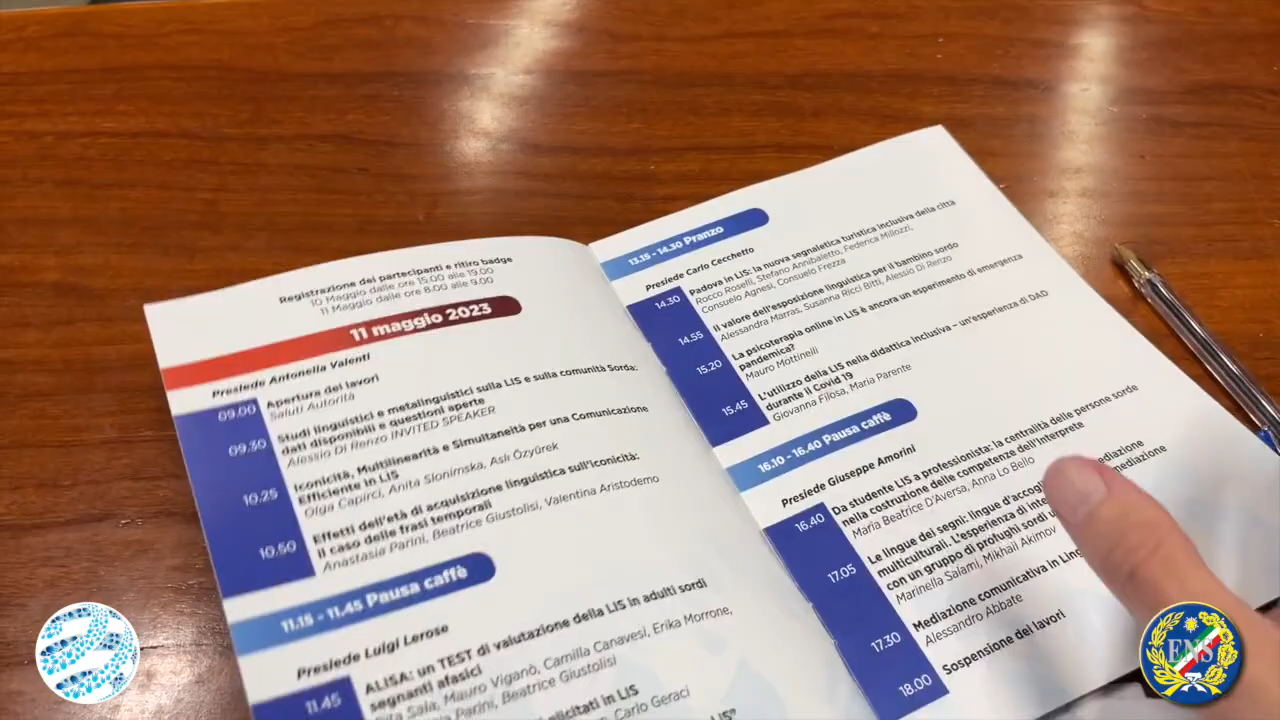 Registrazione dei partecipanti e ritiro badge
10 Maggio dalle ore 15.00 alle 19.00
11 Maggio dalle ore 8.00 alle 9.00
11 maggio 2023
Presiede Antonella Valenti
09.00 Apertura dei lavori
Saluti Autorità
09.30 Studi linguistici e metalinguistici sulla LIS e sulla comunità Sorda:
dati disponibili e questioni aperte
Alessio Di Renzo INVITED SPEAKER
10.25 Iconicità, Multilinearità e Simultaneità per una Comunicazione
Efficiente in LIS
Olga Capirci, Anita Slonimska, Aslı Özyürek
10.50 Effetti dell'età di acquisizione linguistica sull'iconicità:
il caso delle frasi temporali
Anastasia Parini, Beatrice Giustolisi, Valentina Aristodemo
11.15 - 11.45 Pausa caffè
Presiede Luigi Lerose
11.45 ALISA: un TEST di valutazione della LIS in adulti sordi
segnanti afasici
Rita Sala, Mauro Viganò, Camilla Canavesi, Erika Morrone,
Parini, Beatrice Giustolisi
elicitati in LIS
Carlo Geraci
LIS"
13.15 - 14.30 Pranzo
Presiede Carlo Cecchetto
14.30 Padova in LIS: la nuova segnaletica turistica inclusiva della città
Rocco Roselli, Stefano Annibaletto, Federica Millozzi,
Consuelo Agnesi, Consuelo Frezza
14.55 Il valore dell'esposizione linguistica per il bambino sordo
Alessandra Marras, Susanna Ricci Bitti, Alessio Di Renzo
15.20 La psicoterapia online in LIS è ancora un esperimento di emergenza
pandemica?
Mauro Mottinelli
15.45 L'utilizzo della LIS nella didattica inclusiva – un'esperienza di DAD
durante il Covid 19
Giovanna Filosa, Maria Parente
16.10 - 16.40 Pausa caffè
Presiede Giuseppe Amorini
16.40 Da studente LIS a professionista: la centralità delle persone sorde
nella costruzione delle competenze dell'interprete
Maria Beatrice D'Aversa, Anna Lo Bello
17.05 Le lingue dei segni: lingue d'accog mediazione
multiculturali. L'esperienza di inte mediazione
con un gruppo di profughi sordi u
Marinella Salami, Mikhail Akimov
17.30 Mediazione comunicativa in Ling
Alessandro Abbate
18.00 Sospensione dei lavori
ENS